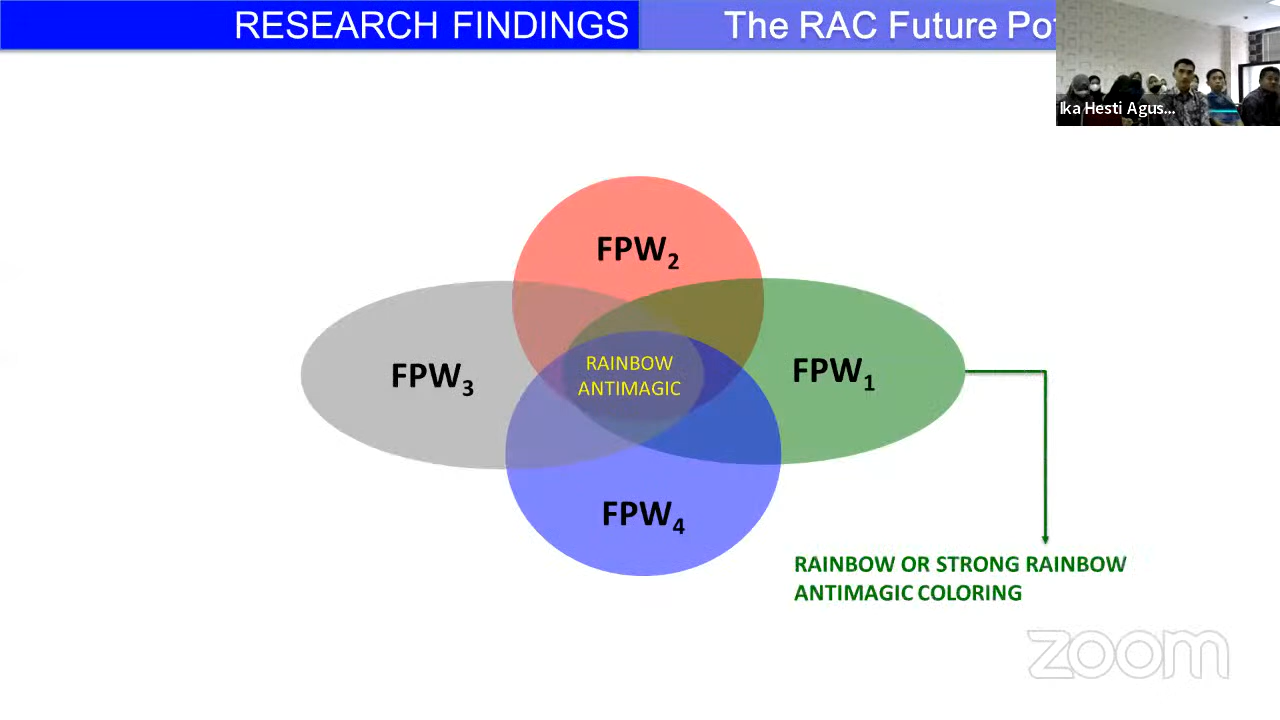 RESEARCH FINDINGS
The RAC Future
Ika Hesti Agus...
FPW₂
FPW₃
RAINBOW
ANTIMAGIC
FPW₁
FPW₄
RAINBOW OR STRONG RAINBOW
ANTIMAGIC COLORING
zoom